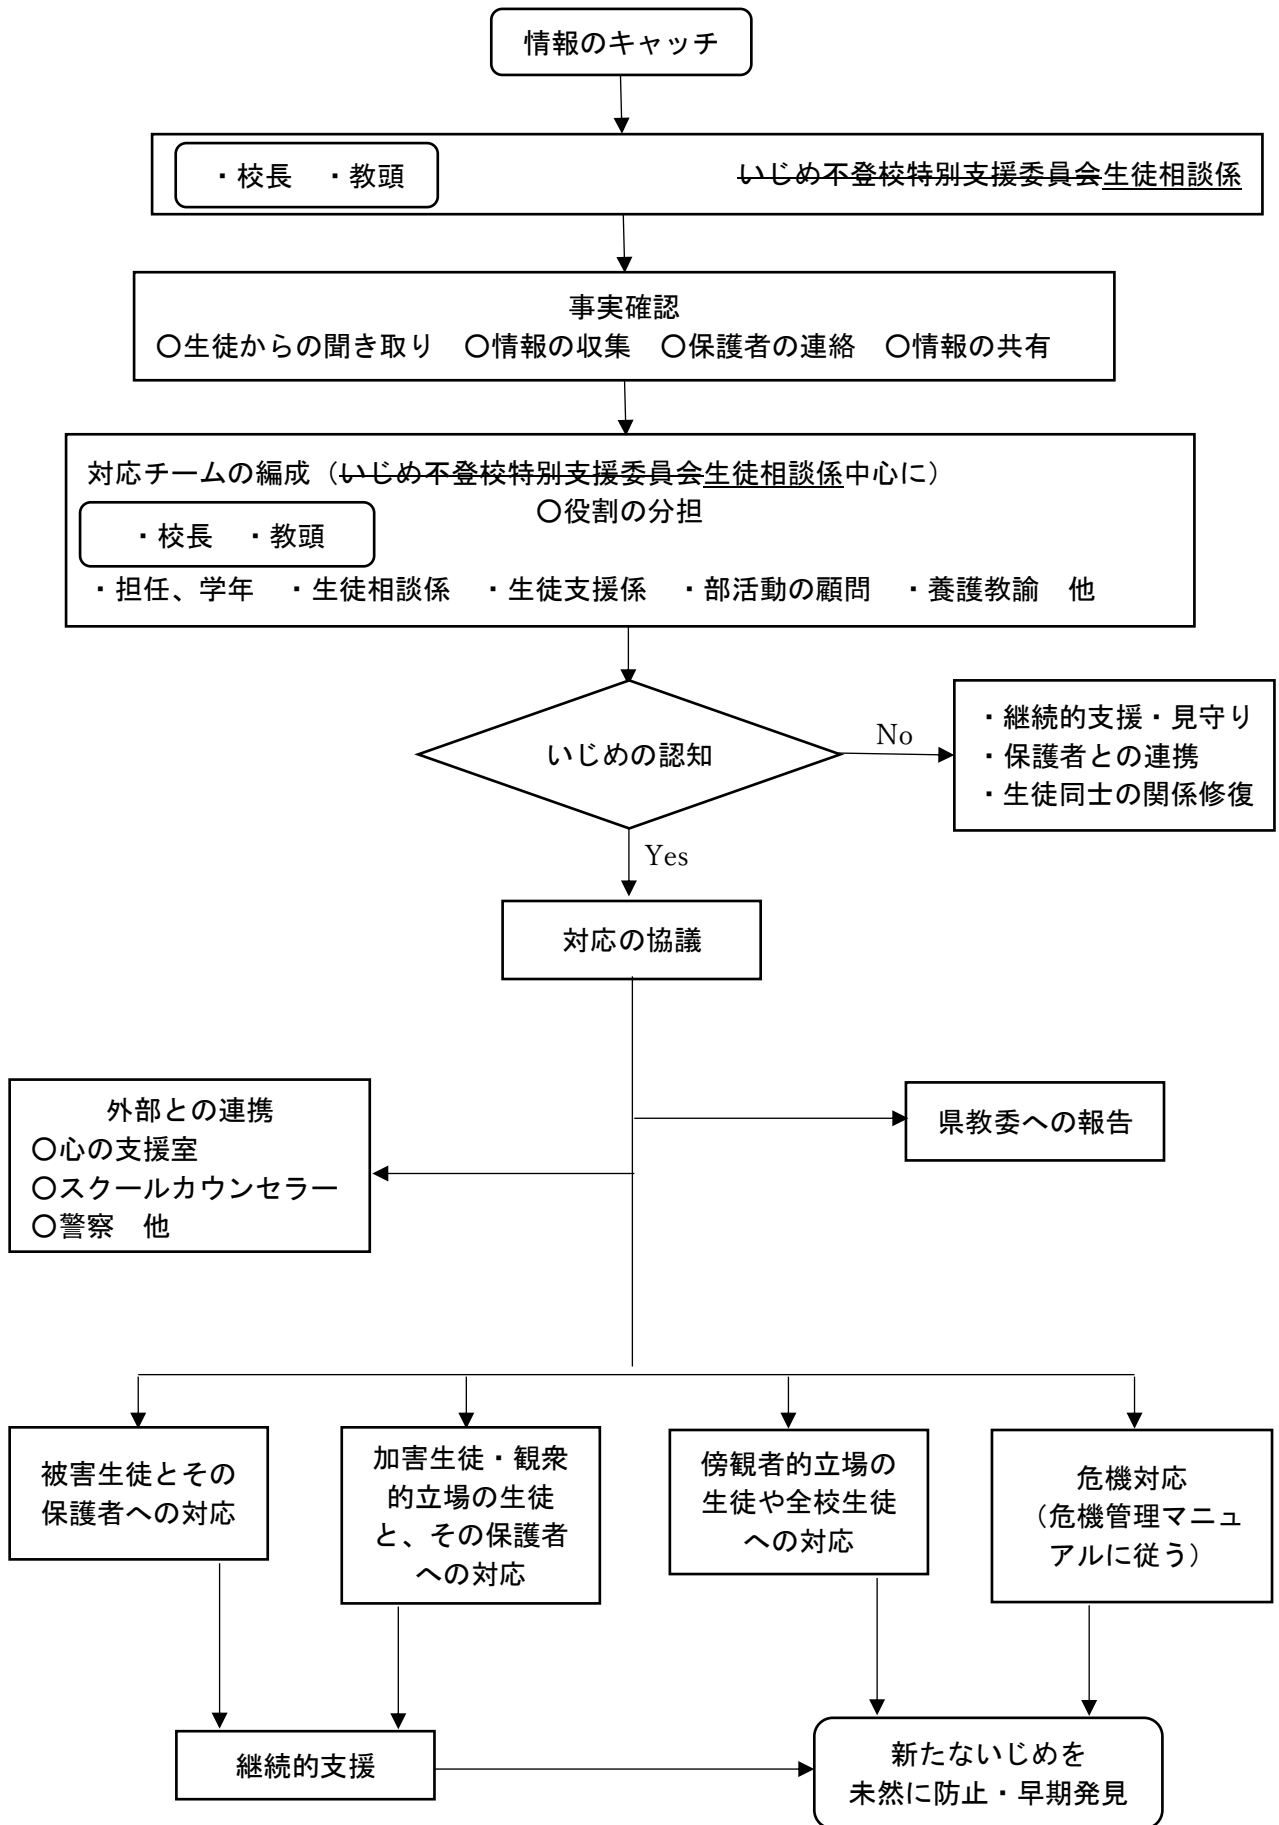 情報のキャッチ
・校長　・教頭
いじめ不登校特別支援委員会生徒相談係
事実確認
〇生徒からの聞き取り　〇情報の収集　〇保護者の連絡　〇情報の共有
対応チームの編成（いじめ不登校特別支援委員会生徒相談係中心に）
〇役割の分担
・校長　・教頭
・担任、学年　・生徒相談係　・生徒支援係　・部活動の顧問　・養護教諭　他
いじめの認知
No
・継続的支援・見守り
・保護者との連携
・生徒同士の関係修復
Yes
対応の協議
外部との連携
〇心の支援室
〇スクールカウンセラー
〇警察　他
県教委への報告
被害生徒とその
保護者への対応
加害生徒・観衆
的立場の生徒
と、その保護者
への対応
傍観者的立場の
生徒や全校生徒
への対応
危機対応
（危機管理マニュ
アルに従う）
継続的支援
新たないじめを
未然に防止・早期発見